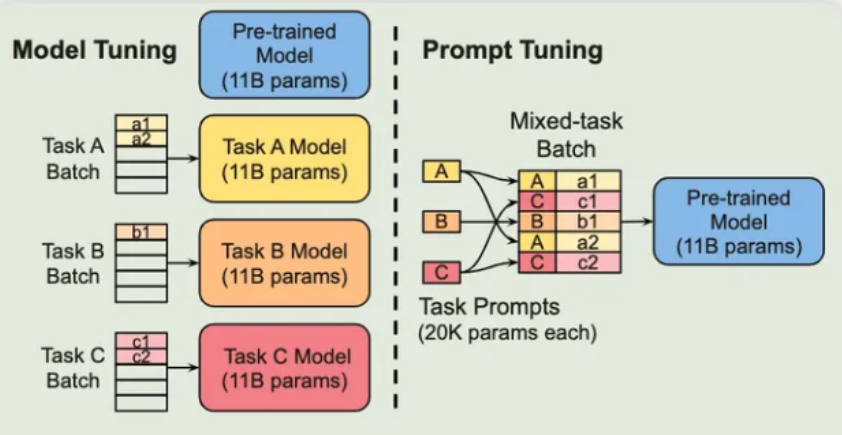 Model Tuning
Pre-trained
Model
(11B params)
Task A
Batch
a1
a2
Task A Model
(11B params)
Task B
Batch
b1
Task B Model
(11B params)
Task C
Batch
c1
c2
Task C Model
(11B params)
Prompt Tuning
Mixed-task
Batch
A
B
C
A a1
C c1
B b1
A a2
C c2
Pre-trained
Model
(11B params)
Task Prompts
(20K params each)